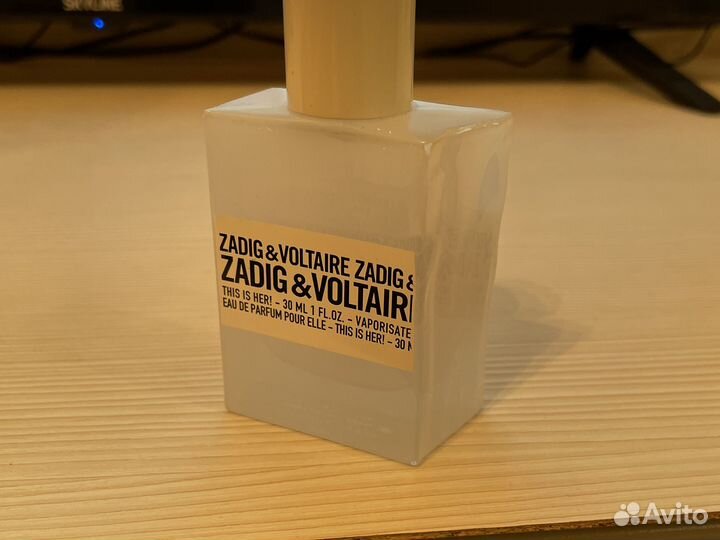 SKYLINE
ZADIG &VOLTAIRE ZADIG &
ZADIG &VOLTAIRE
THIS IS HER! – 30 ML 1 FL.OZ. – VAPORISATE
EAU DE PARFUM POUR ELLE – THIS IS HER! – 30 M
Avito